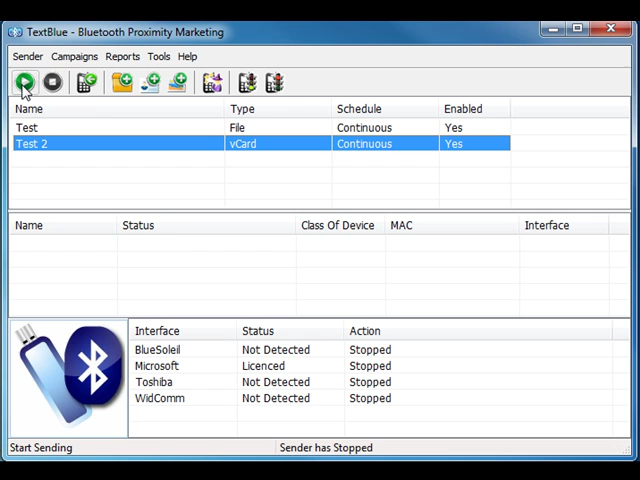 TextBlue - Bluetooth Proximity Marketing
Sender Campaigns Reports Tools Help
Name Type Schedule Enabled
Test File Continuous Yes
Test 2 vCard Continuous Yes
Name Status Class Of Device MAC Interface
Interface Status Action
BlueSoleil Not Detected Stopped
Microsoft Licenced Stopped
Toshiba Not Detected Stopped
WidComm Not Detected Stopped
Start Sending Sender has Stopped